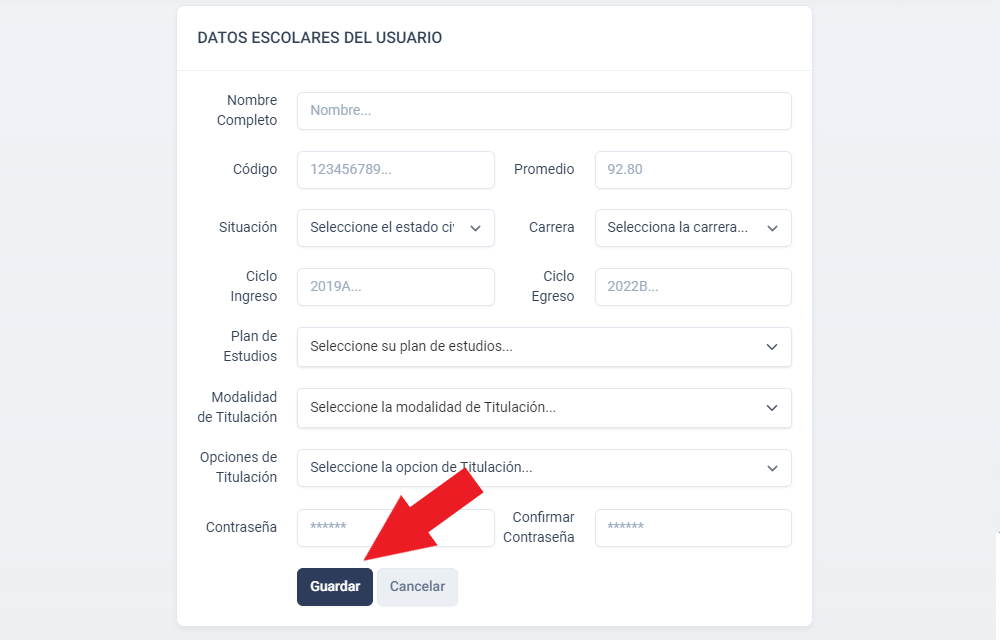 DATOS ESCOLARES DEL USUARIO
Nombre
Completo
Nombre...
Código
123456789...
Promedio
92.80
Situación
Seleccione el estado civ
Carrera
Selecciona la carrera...
Ciclo
Ingreso
2019A...
Ciclo
Egreso
2022B...
Plan de
Estudios
Seleccione su plan de estudios...
Modalidad
de Titulación
Seleccione la modalidad de Titulación...
Opciones de
Titulación
Seleccione la opcion de Titulación...
Contraseña
******
Confirmar
Contraseña
******
Guardar
Cancelar